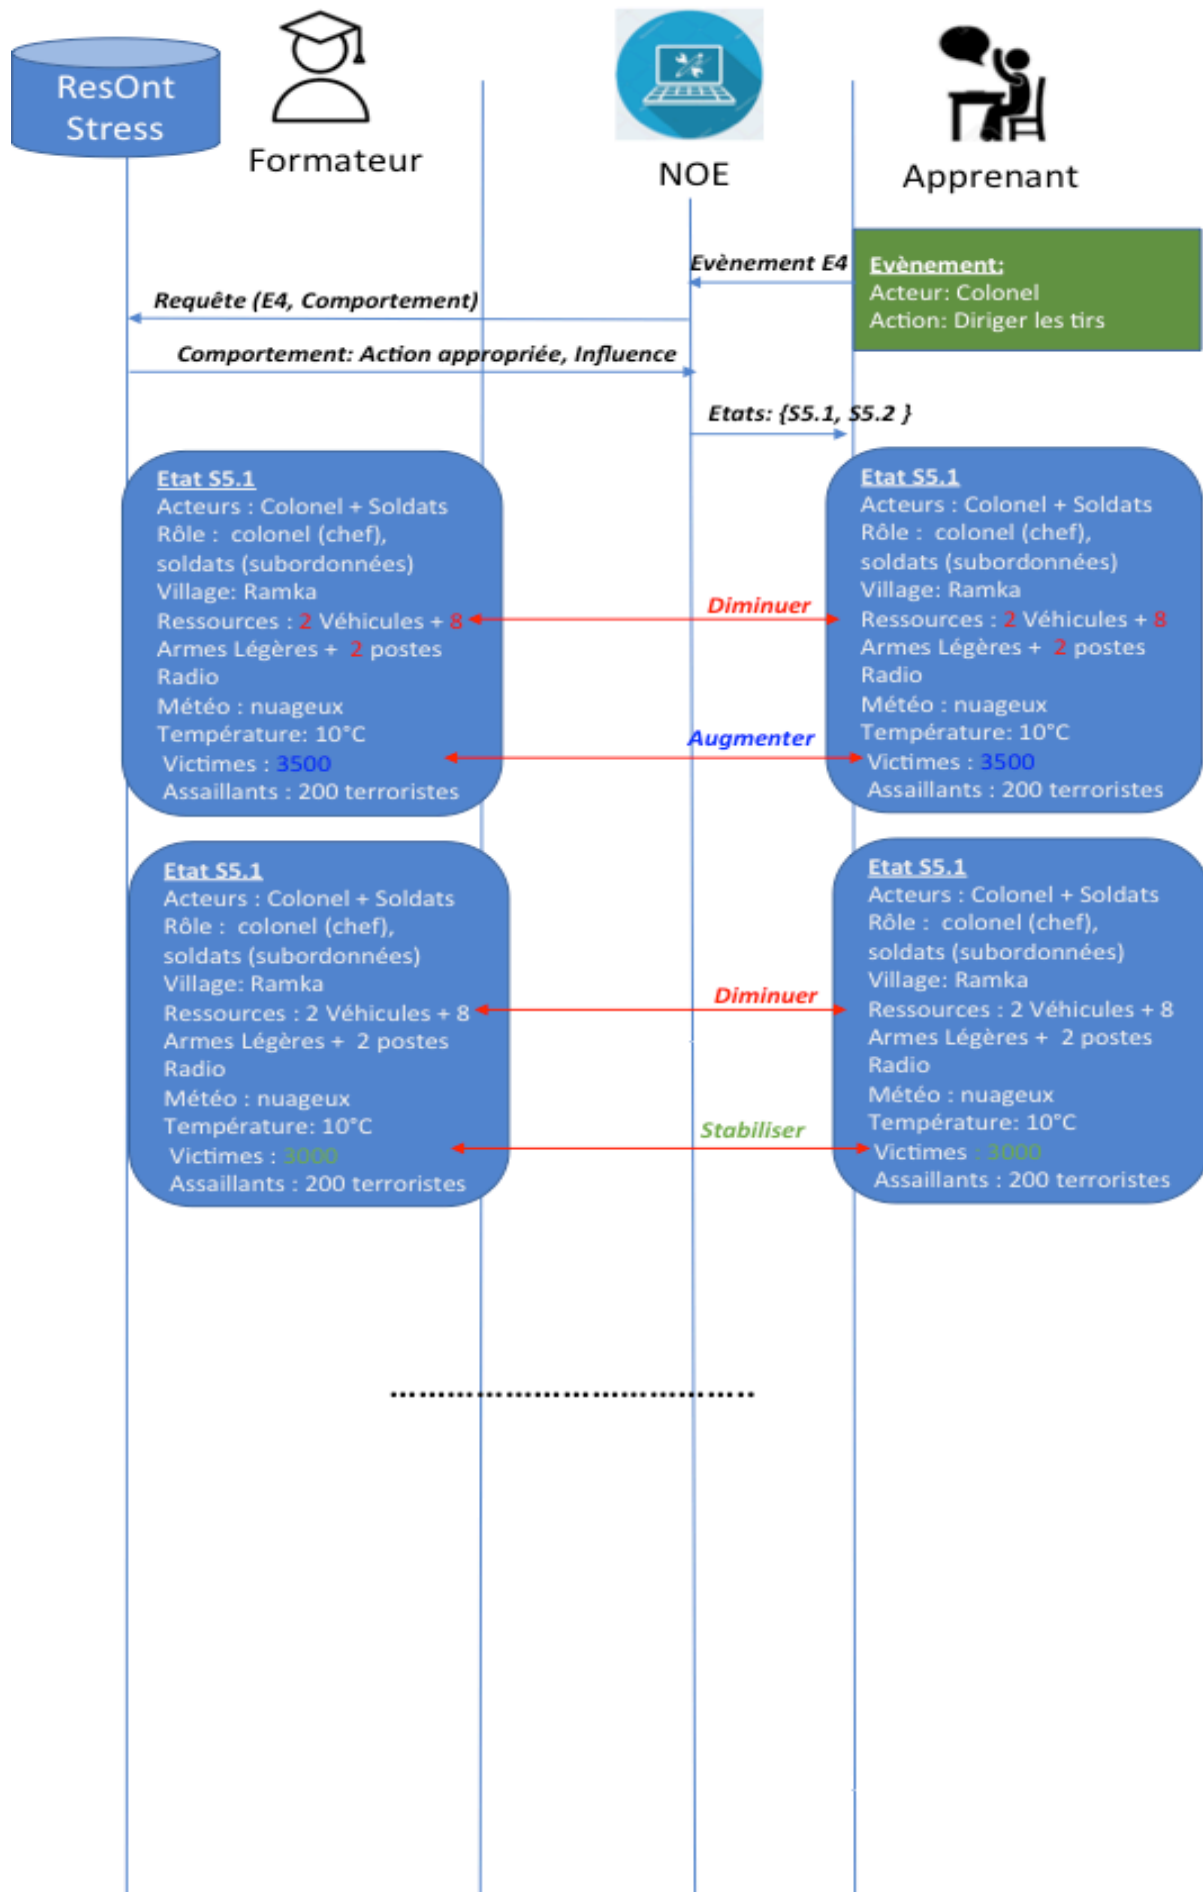 ResOnt
Stress
Formateur
NOE
Apprenant
Evènement E4
Evènement:
Acteur: Colonel
Action: Diriger les tirs
Requête (E4, Comportement)
Comportement: Action appropriée, Influence
Etats: {S5.1, S5.2 }
Etat S5.1
Acteurs : Colonel + Soldats
Rôle :  colonel (chef),
soldats (subordonnées)
Village: Ramka
Ressources : 2 Véhicules + 8
Armes Légères +  2 postes
Radio
Météo : nuageux
Température: 10°C
Victimes : 3500
Assaillants : 200 terroristes
Diminuer
Augmenter
Etat S5.1
Acteurs : Colonel + Soldats
Rôle :  colonel (chef),
soldats (subordonnées)
Village: Ramka
Ressources : 2 Véhicules + 8
Armes Légères +  2 postes
Radio
Météo : nuageux
Température: 10°C
Victimes : 3500
Assaillants : 200 terroristes
Etat S5.1
Acteurs : Colonel + Soldats
Rôle :  colonel (chef),
soldats (subordonnées)
Village: Ramka
Ressources : 2 Véhicules + 8
Armes Légères +  2 postes
Radio
Météo : nuageux
Température: 10°C
Victimes : 3000
Assaillants : 200 terroristes
Diminuer
Stabiliser
Etat S5.1
Acteurs : Colonel + Soldats
Rôle :  colonel (chef),
soldats (subordonnées)
Village: Ramka
Ressources : 2 Véhicules + 8
Armes Légères +  2 postes
Radio
Météo : nuageux
Température: 10°C
Victimes : 3000
Assaillants : 200 terroristes